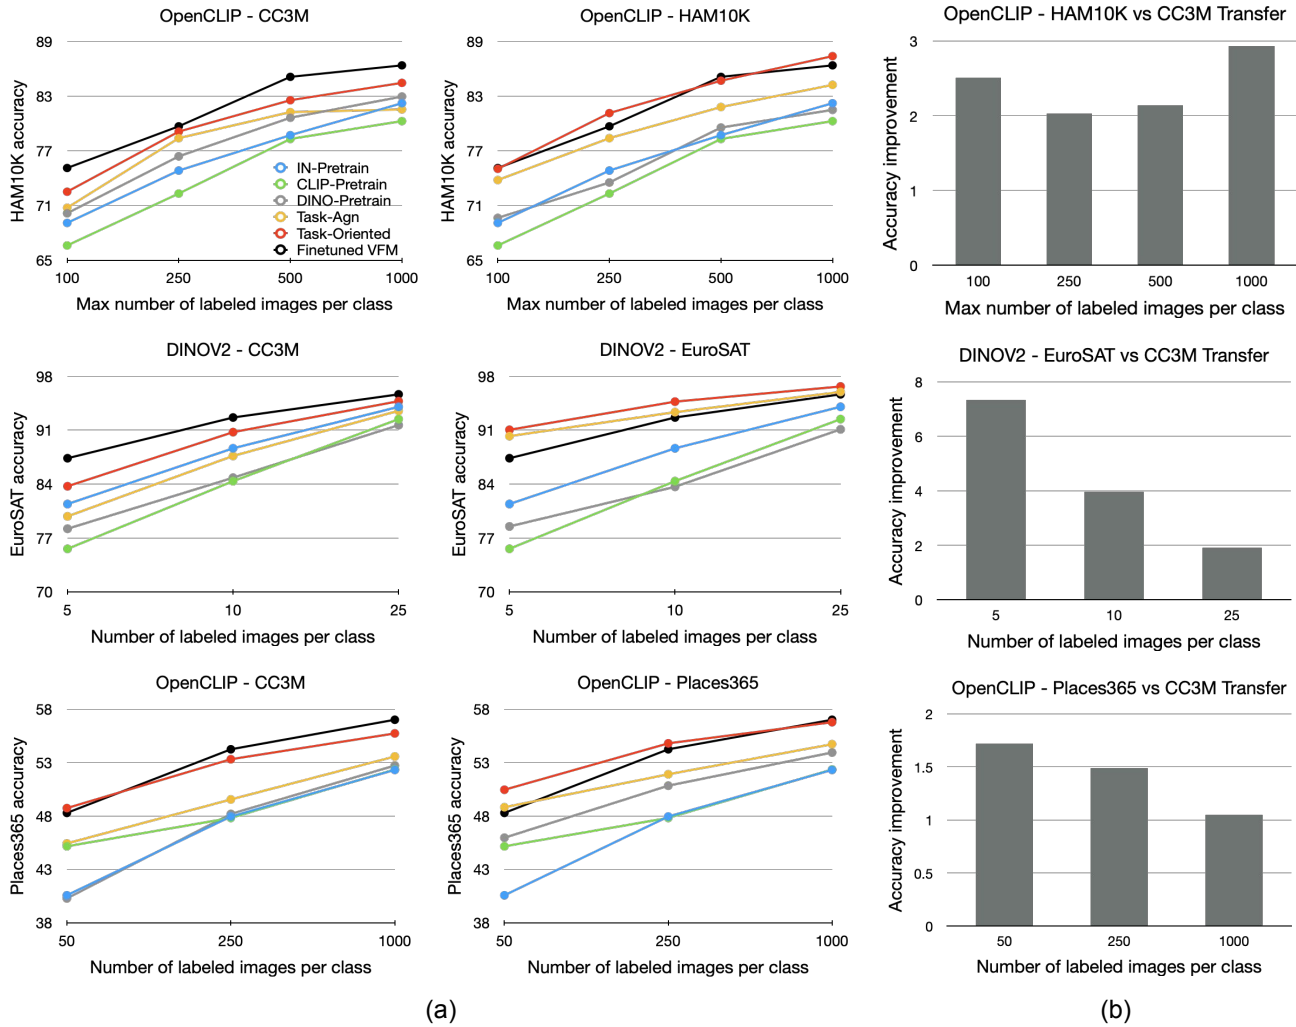 OpenCLIP - CC3M
HAM10K accuracy
89
83
77
71
65
100 250 500 1000
Max number of labeled images per class
IN-Pretrain
CLIP-Pretrain
DINO-Pretrain
Task-Agn
Task-Oriented
Finetuned VFM
OpenCLIP - HAM10K
HAM10K accuracy
89
83
77
71
65
100 250 500 1000
Max number of labeled images per class
OpenCLIP - HAM10K vs CC3M Transfer
Accuracy improvement
3
2
1
0
100 250 500 1000
Max number of labeled images per class
DINOV2 - CC3M
EuroSAT accuracy
98
91
84
77
70
5 10 25
Number of labeled images per class
DINOV2 - EuroSAT
EuroSAT accuracy
98
91
84
77
70
5 10 25
Number of labeled images per class
DINOV2 - EuroSAT vs CC3M Transfer
Accuracy improvement
8
6
4
2
0
5 10 25
Number of labeled images per class
OpenCLIP - CC3M
Places365 accuracy
58
53
48
43
38
50 250 1000
Number of labeled images per class
OpenCLIP - Places365
Places365 accuracy
58
53
48
43
38
50 250 1000
Number of labeled images per class
OpenCLIP - Places365 vs CC3M Transfer
Accuracy improvement
2
1.5
1
0.5
0
50 250 1000
Number of labeled images per class
(a)
(b)